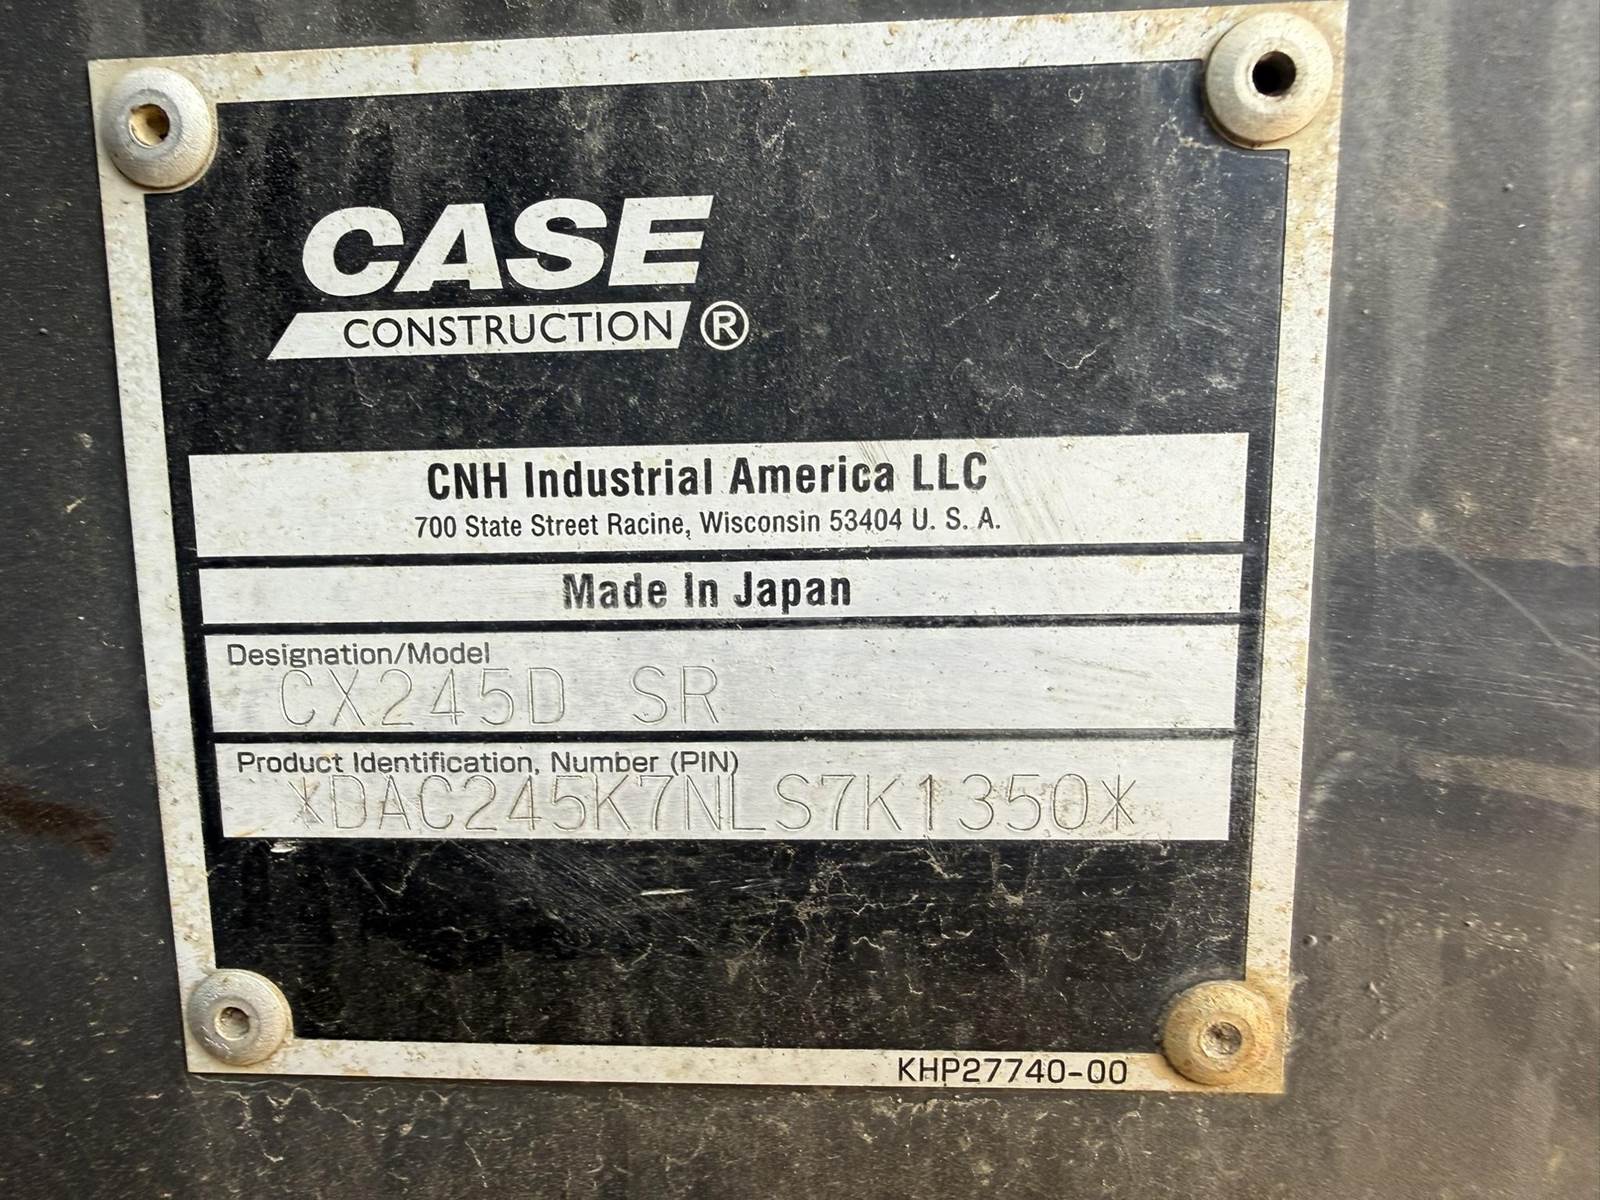 CASE
CONSTRUCTION ®
CNH Industrial America LLC
700 State Street Racine, Wisconsin 53404 U. S. A.
Made In Japan
Designation/Model
CX245D SR
Product Identification, Number (PIN)
*DAC245K7NLS7K1350*
KHP27740-00